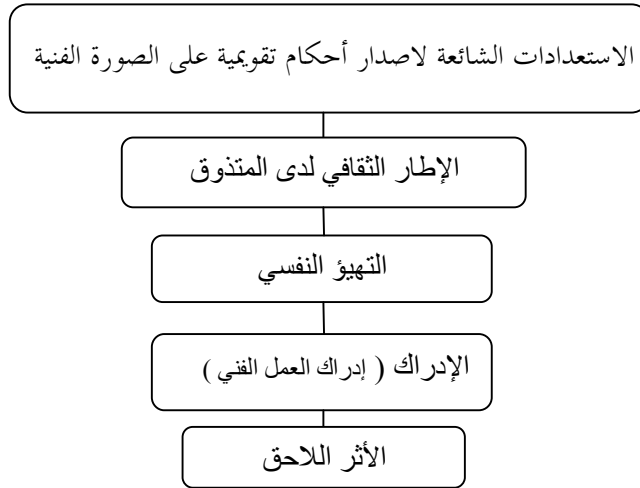 الاستعدادات الشائعة لاصدار أحكام تقويمية على الصورة الفنية
الإطار الثقافي لدى المتذوق
التهيؤ النفسي
الإدراك ( إدراك العمل الفني )
الأثر اللاحق